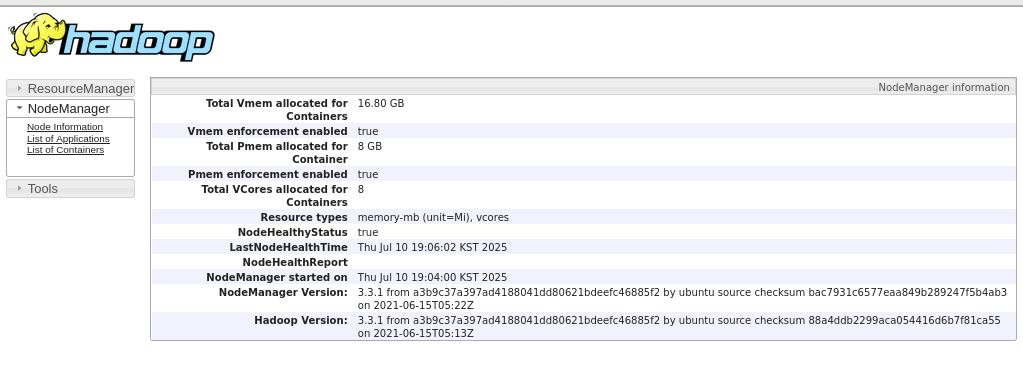 hadoop
ResourceManager
NodeManager
Node Information
List of Applications
List of Containers
Tools
NodeManager information
Total Vmem allocated for 16.80 GB
Containers
Vmem enforcement enabled true
Total Pmem allocated for 8 GB
Container
Pmem enforcement enabled true
Total VCores allocated for 8
Containers
Resource types memory-mb (unit=Mi), vcores
NodeHealthyStatus true
LastNodeHealthTime Thu Jul 10 19:06:02 KST 2025
NodeHealthReport
NodeManager started on Thu Jul 10 19:04:00 KST 2025
NodeManager Version: 3.3.1 from a3b9c37a397ad4188041dd80621bdeefc46885f2 by ubuntu source checksum bac7931c6577eaa849b289247f5b4ab3
on 2021-06-15T05:22Z
Hadoop Version: 3.3.1 from a3b9c37a397ad4188041dd80621bdeefc46885f2 by ubuntu source checksum 88a4ddb2299aca054416d6b7f81ca55
on 2021-06-15T05:13Z